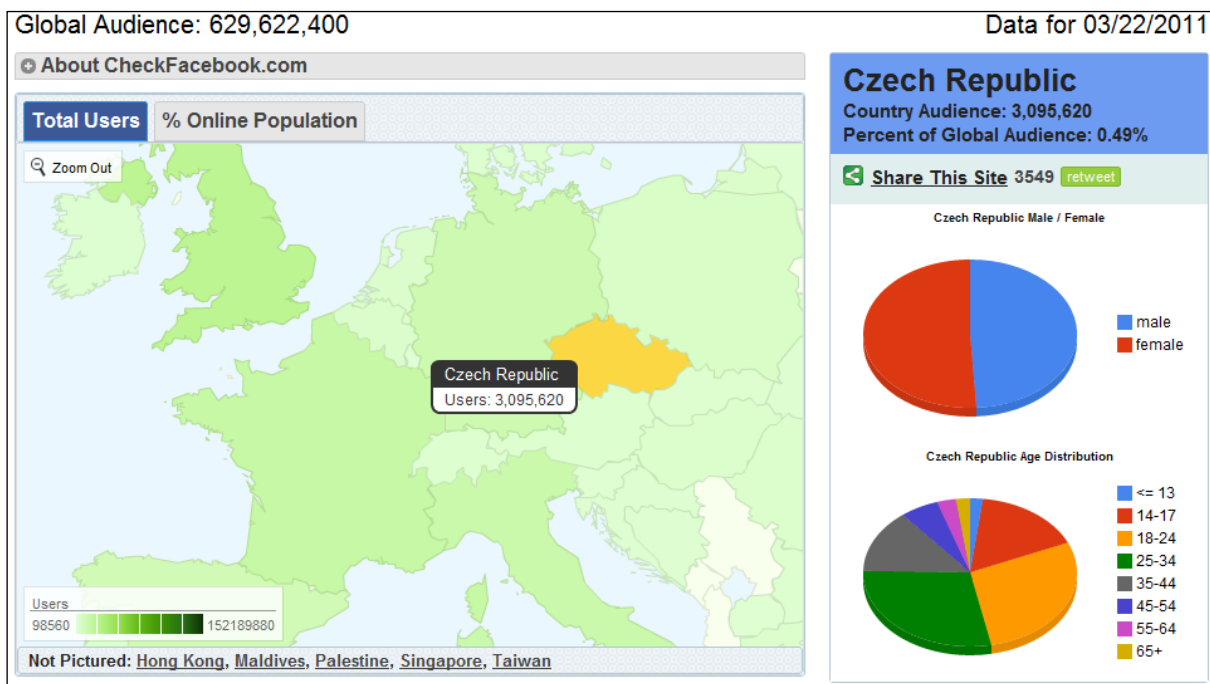 Global Audience: 629,622,400
Data for 03/22/2011
About CheckFacebook.com
Total Users
% Online Population
Zoom Out
Czech Republic
Users: 3,095,620
Users
98560
152189880
Not Pictured: Hong Kong, Maldives, Palestine, Singapore, Taiwan
Czech Republic
Country Audience: 3,095,620
Percent of Global Audience: 0.49%
Share This Site 3549 retweet
Czech Republic Male / Female
male
female
Czech Republic Age Distribution
<= 13
14-17
18-24
25-34
35-44
45-54
55-64
65+